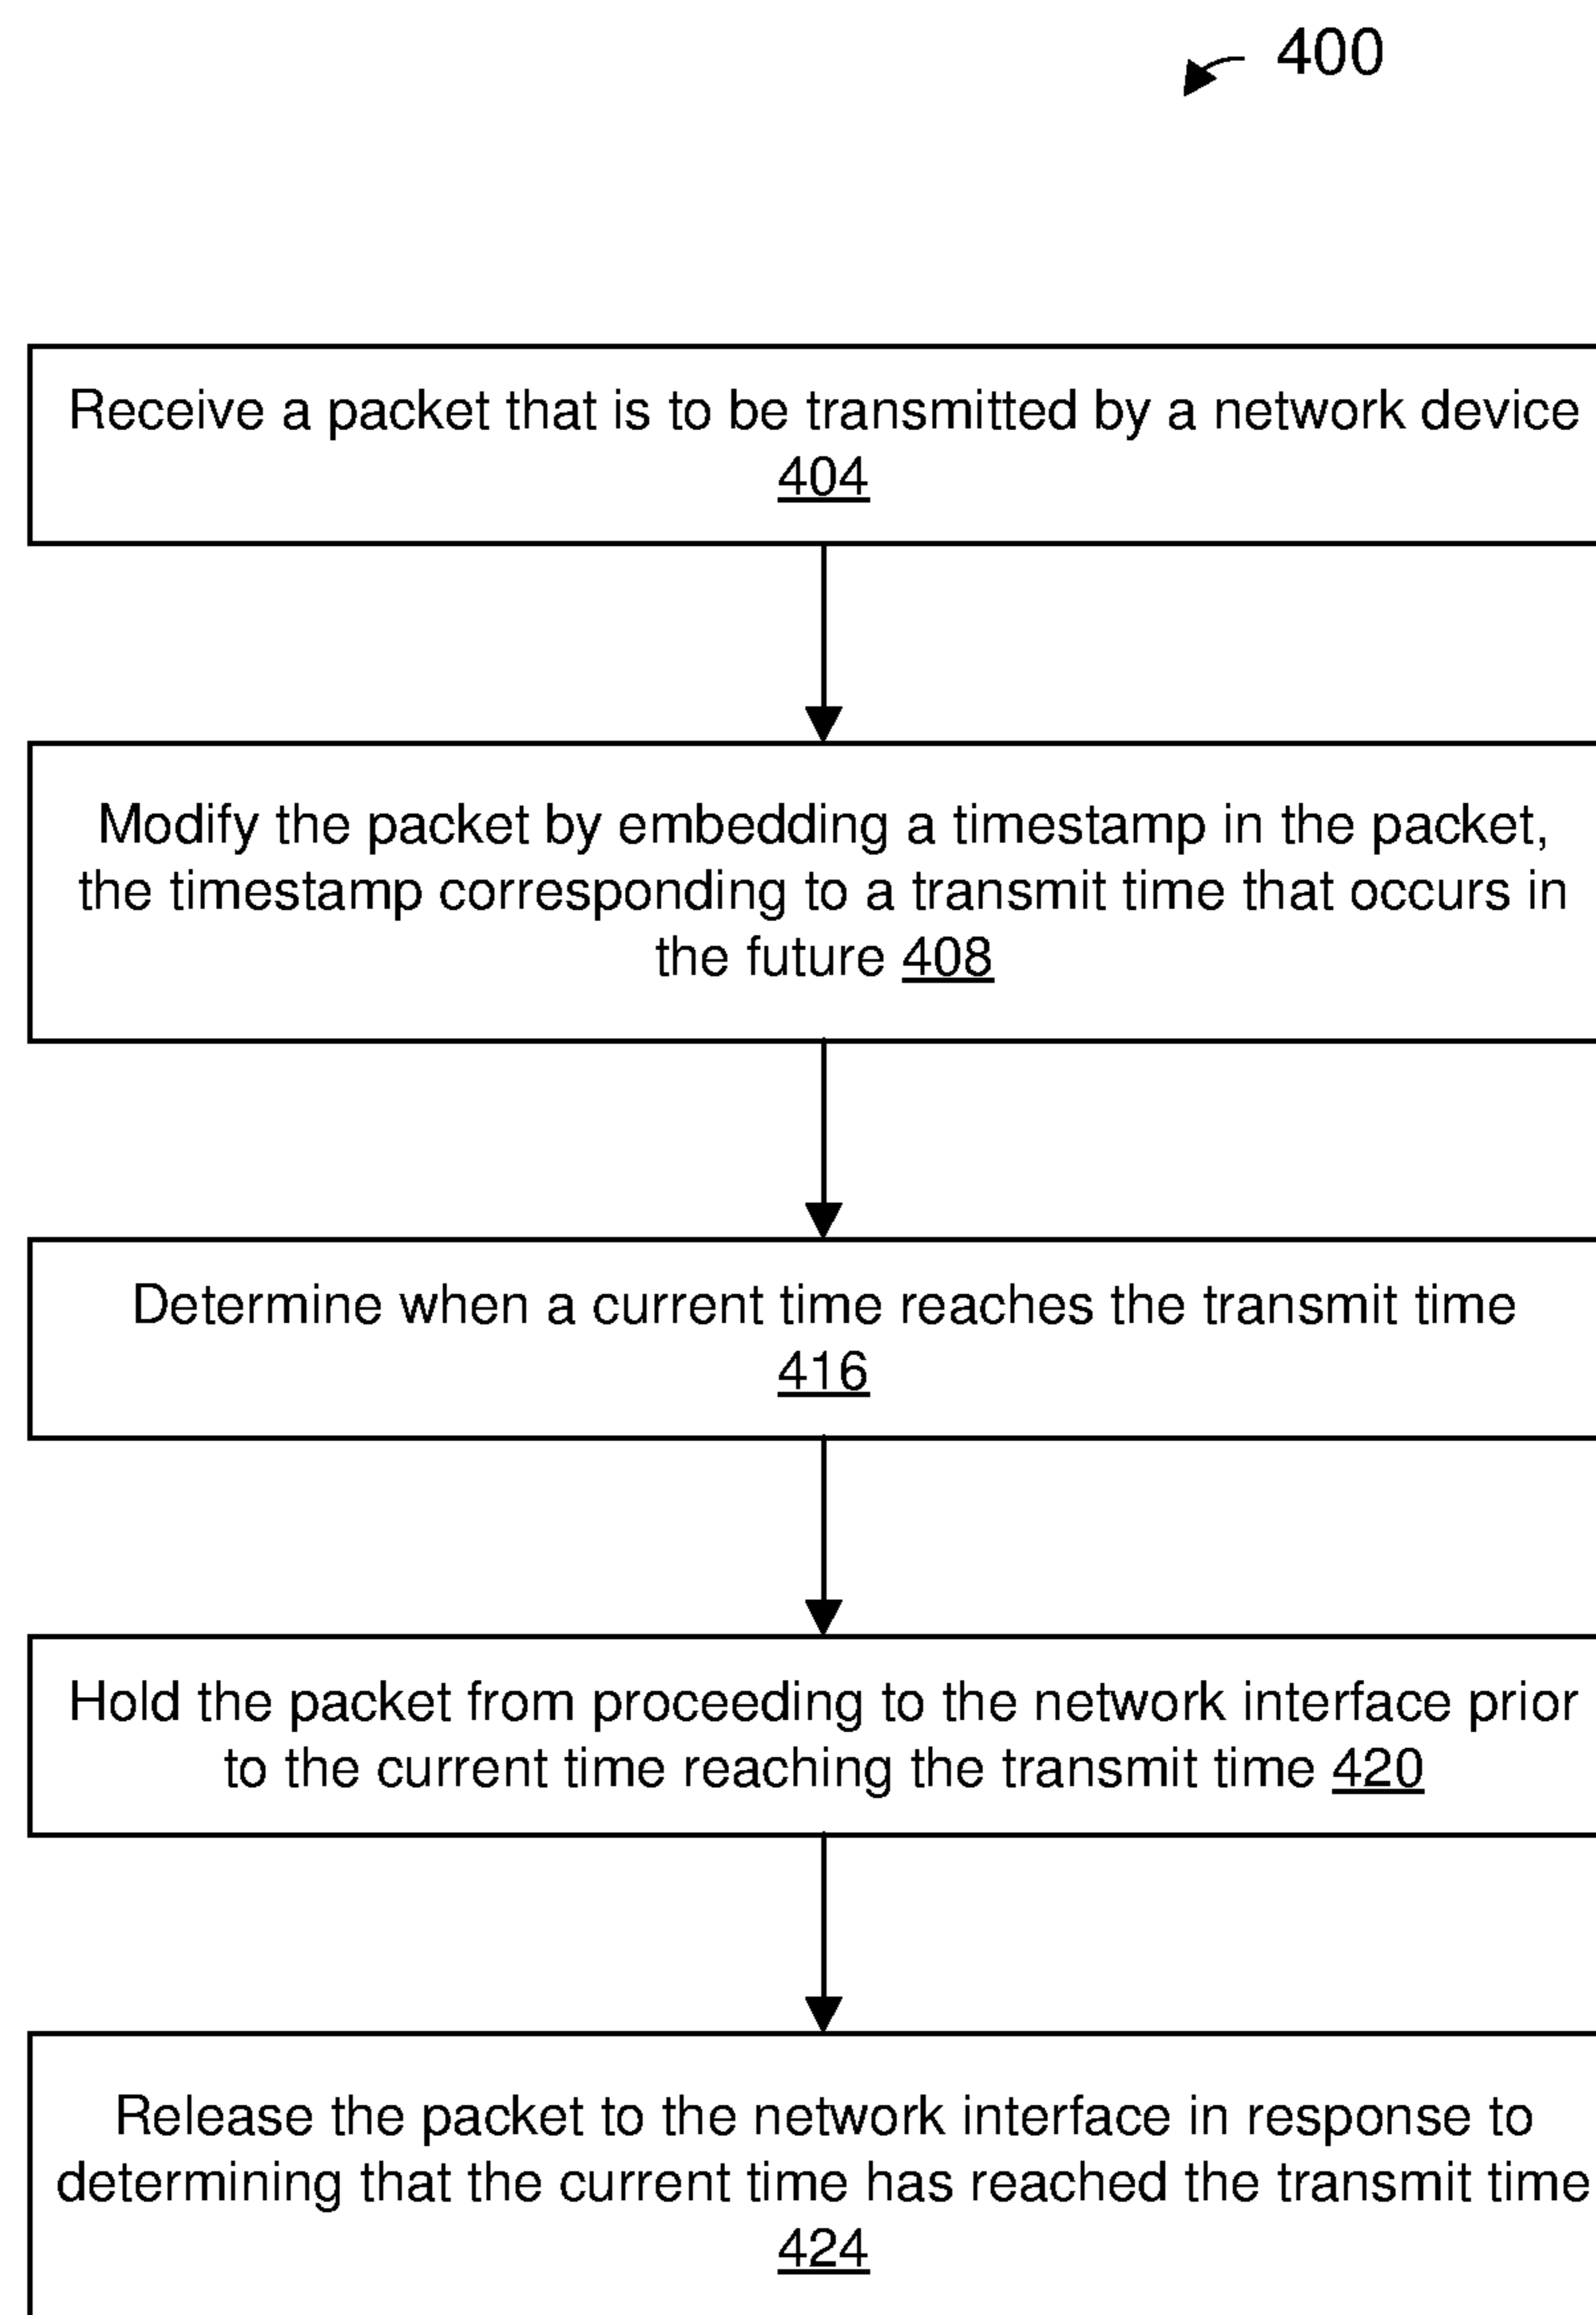 400
Receive a packet that is to be transmitted by a network device
404
Modify the packet by embedding a timestamp in the packet,
the timestamp corresponding to a transmit time that occurs in
the future 408
Determine when a current time reaches the transmit time
416
Hold the packet from proceeding to the network interface prior
to the current time reaching the transmit time 420
Release the packet to the network interface in response to
determining that the current time has reached the transmit time
424